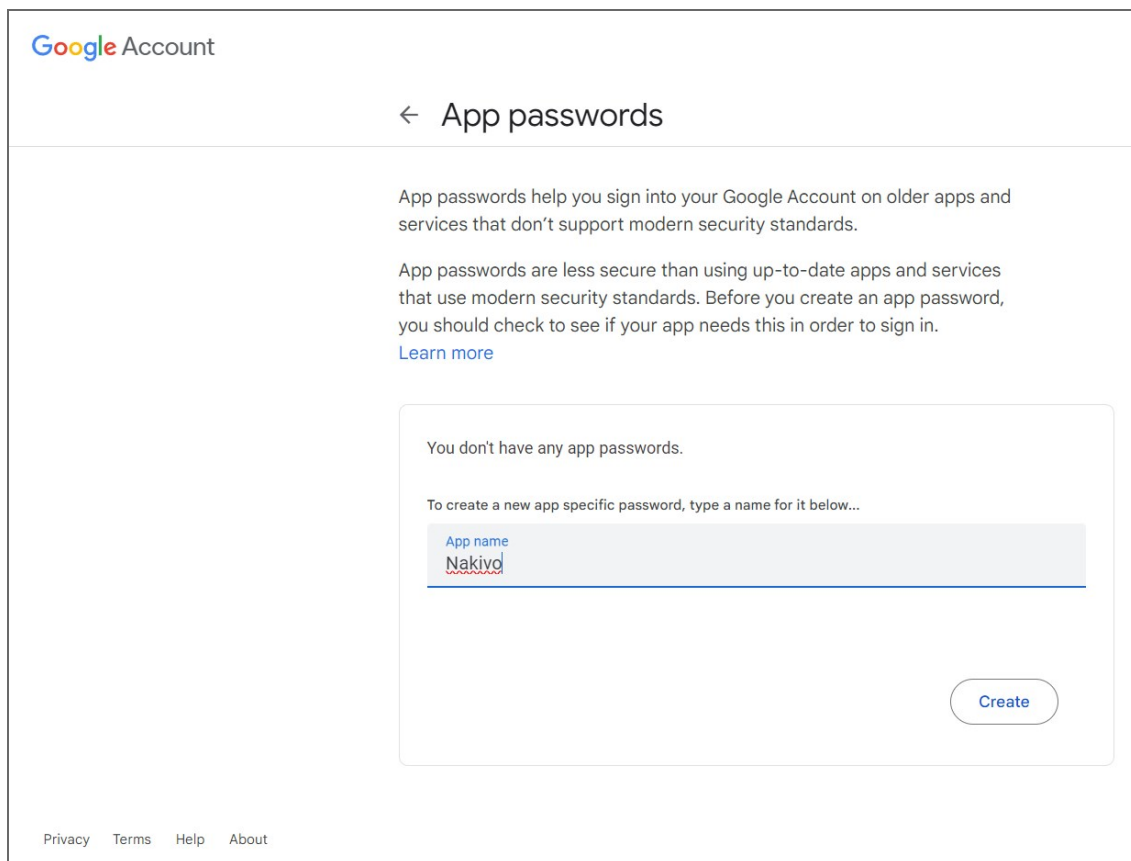 Google Account
App passwords
App passwords help you sign into your Google Account on older apps and
services that don’t support modern security standards.
App passwords are less secure than using up-to-date apps and services
that use modern security standards. Before you create an app password,
you should check to see if your app needs this in order to sign in.
Learn more
You don't have any app passwords.
To create a new app specific password, type a name for it below...
App name
Nakivo
Create
Privacy Terms Help About